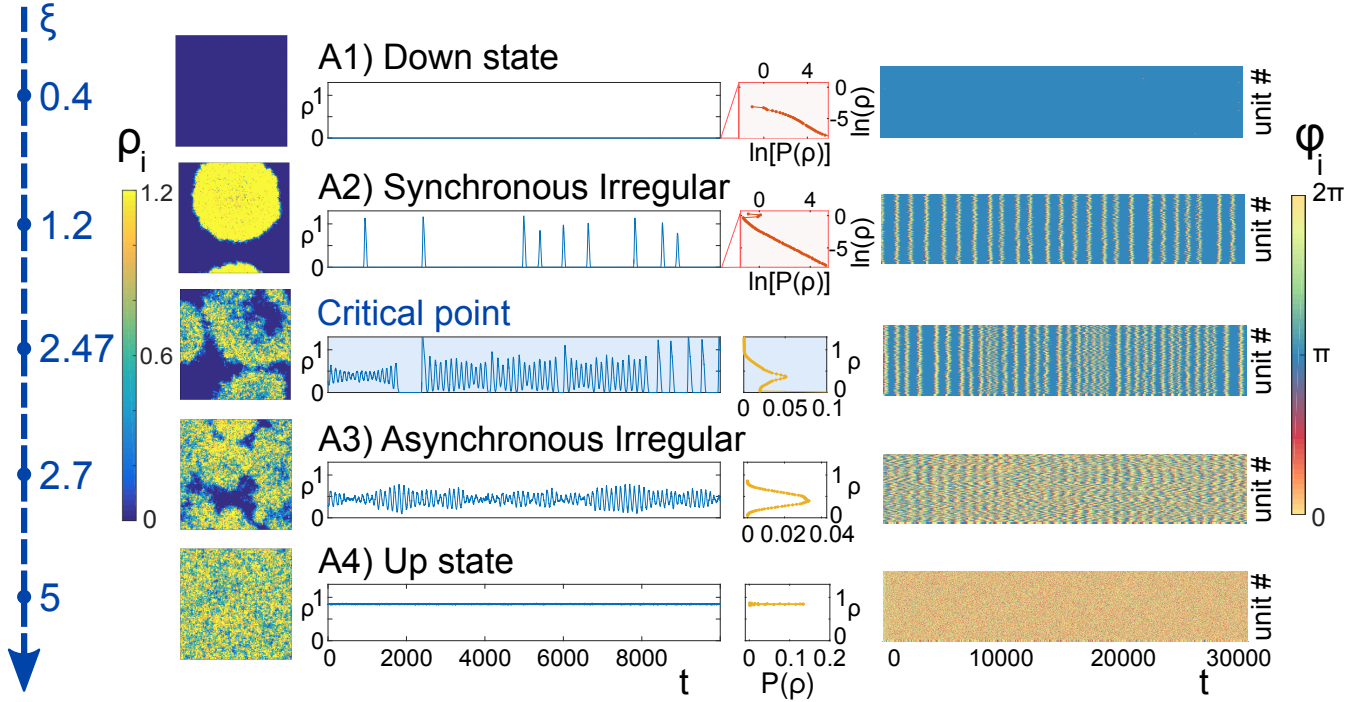 ξ
0.4
1.2
2.47
2.7
5
ρi
1.2
0.6
0
A1) Down state
ρ 1
0
0 4
0
-5
ln(ρ)
ln[P(ρ)]
unit #
A2) Synchronous Irregular
ρ 1
0
0 4
0
-5
ln(ρ)
ln[P(ρ)]
unit #
Critical point
ρ 1
0
1 ρ
0
0 0.05 0.1
unit #
A3) Asynchronous Irregular
ρ 1
0
1 ρ
0
0 0.02 0.04
unit #
A4) Up state
ρ 1
0
0 2000 4000 6000 8000
t
1 ρ
0
0 0.1 0.2
P(ρ)
unit #
0 10000 20000 30000
t
φi
2π
π
0